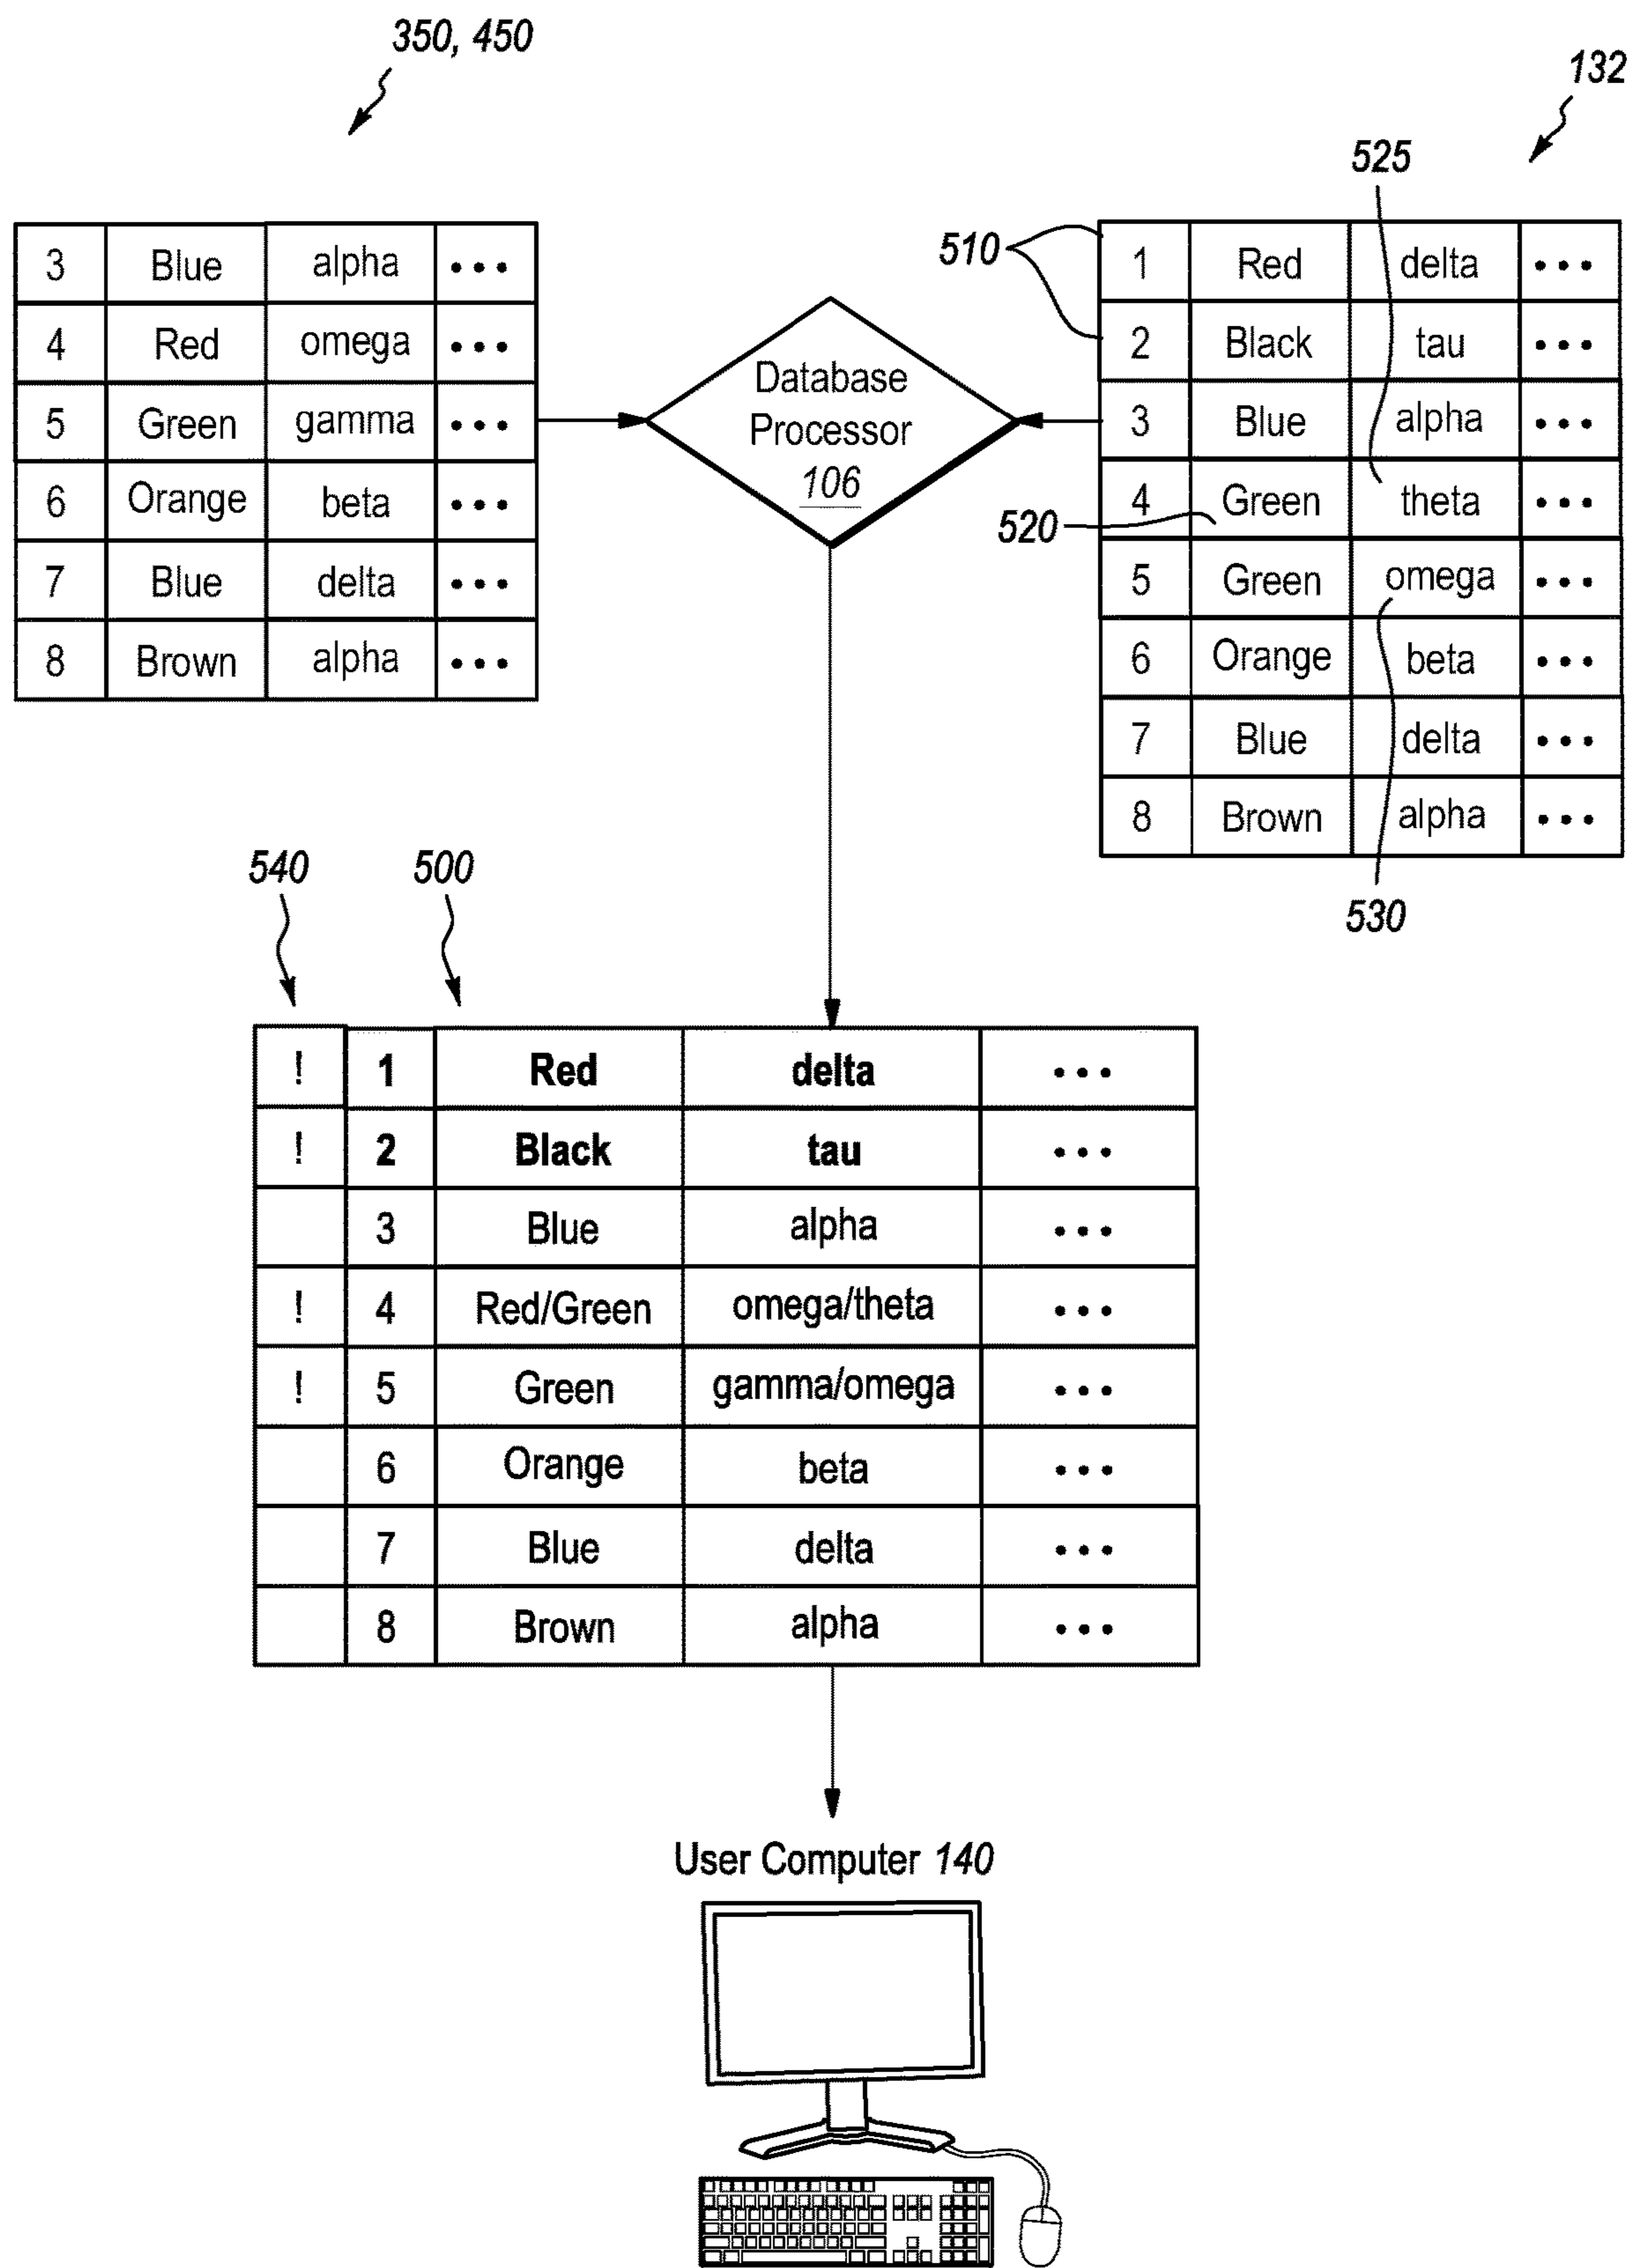 350, 450
132
525
510
3 Blue alpha •••
4 Red omega •••
5 Green gamma •••
6 Orange beta •••
7 Blue delta •••
8 Brown alpha •••
Database
Processor
106
1 Red delta •••
2 Black tau •••
3 Blue alpha •••
4 Green theta •••
5 Green omega •••
6 Orange beta •••
7 Blue delta •••
8 Brown alpha •••
520
530
540
500
! 1 Red delta •••
! 2 Black tau •••
3 Blue alpha •••
! 4 Red/Green omega/theta •••
! 5 Green gamma/omega •••
6 Orange beta •••
7 Blue delta •••
8 Brown alpha •••
User Computer 140